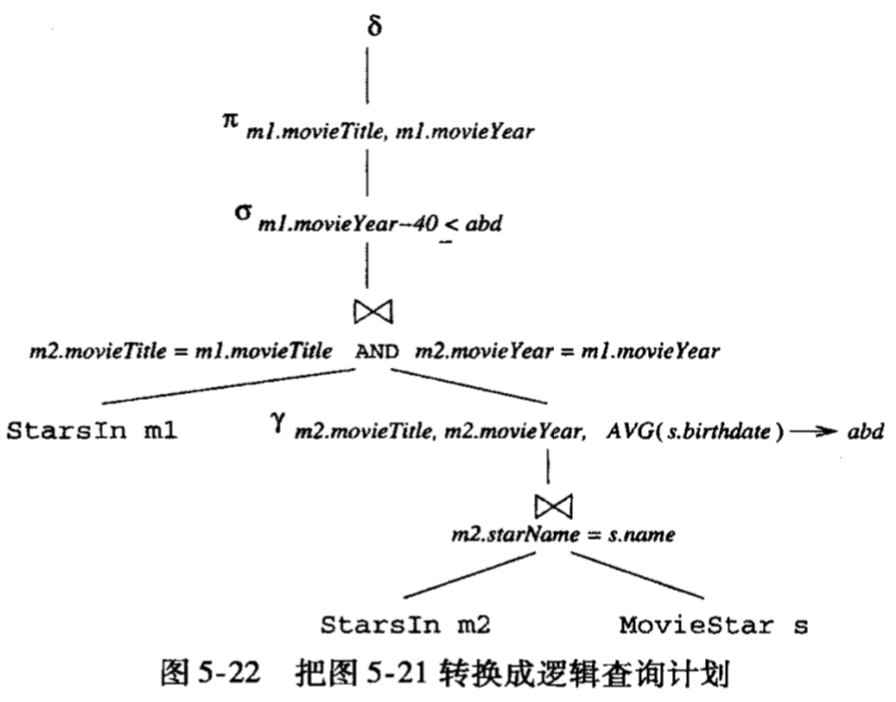 δ
π m1.movieTitle, m1.movieYear
σ m1.movieYear–40 ≤ abd
⋈
m2.movieTitle = m1.movieTitle AND m2.movieYear = m1.movieYear
StarsIn m1 γ m2.movieTitle, m2.movieYear, AVG(s.birthdate) → abd
⋈
m2.starName = s.name
StarsIn m2 MovieStar s
图 5-22 把图 5-21 转换成逻辑查询计划